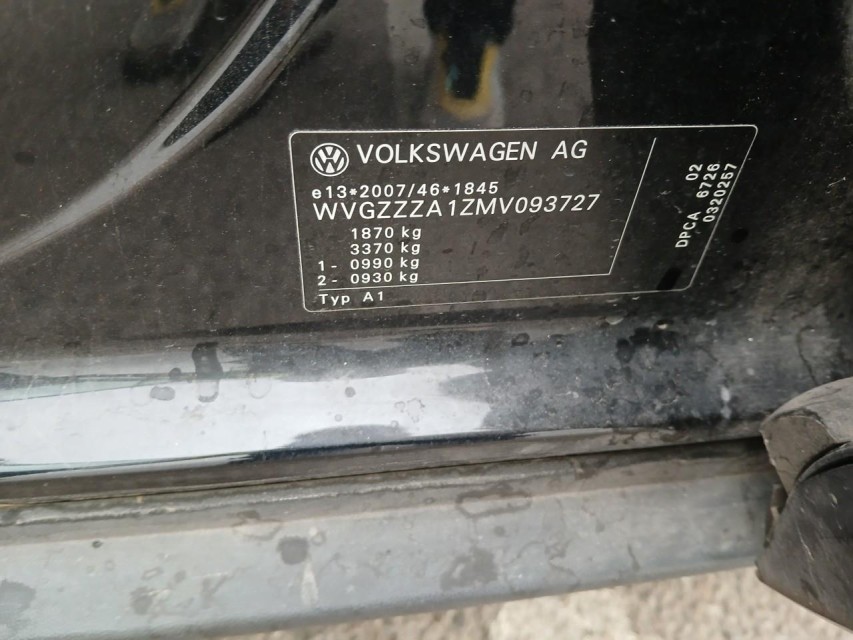 VOLKSWAGEN AG
e13*2007/46*1845
WVGZZZA1ZMV093727
1870 kg
3370 kg
1- 0990 kg
2- 0930 kg
Typ A1
DPCA 02
6726
0320257